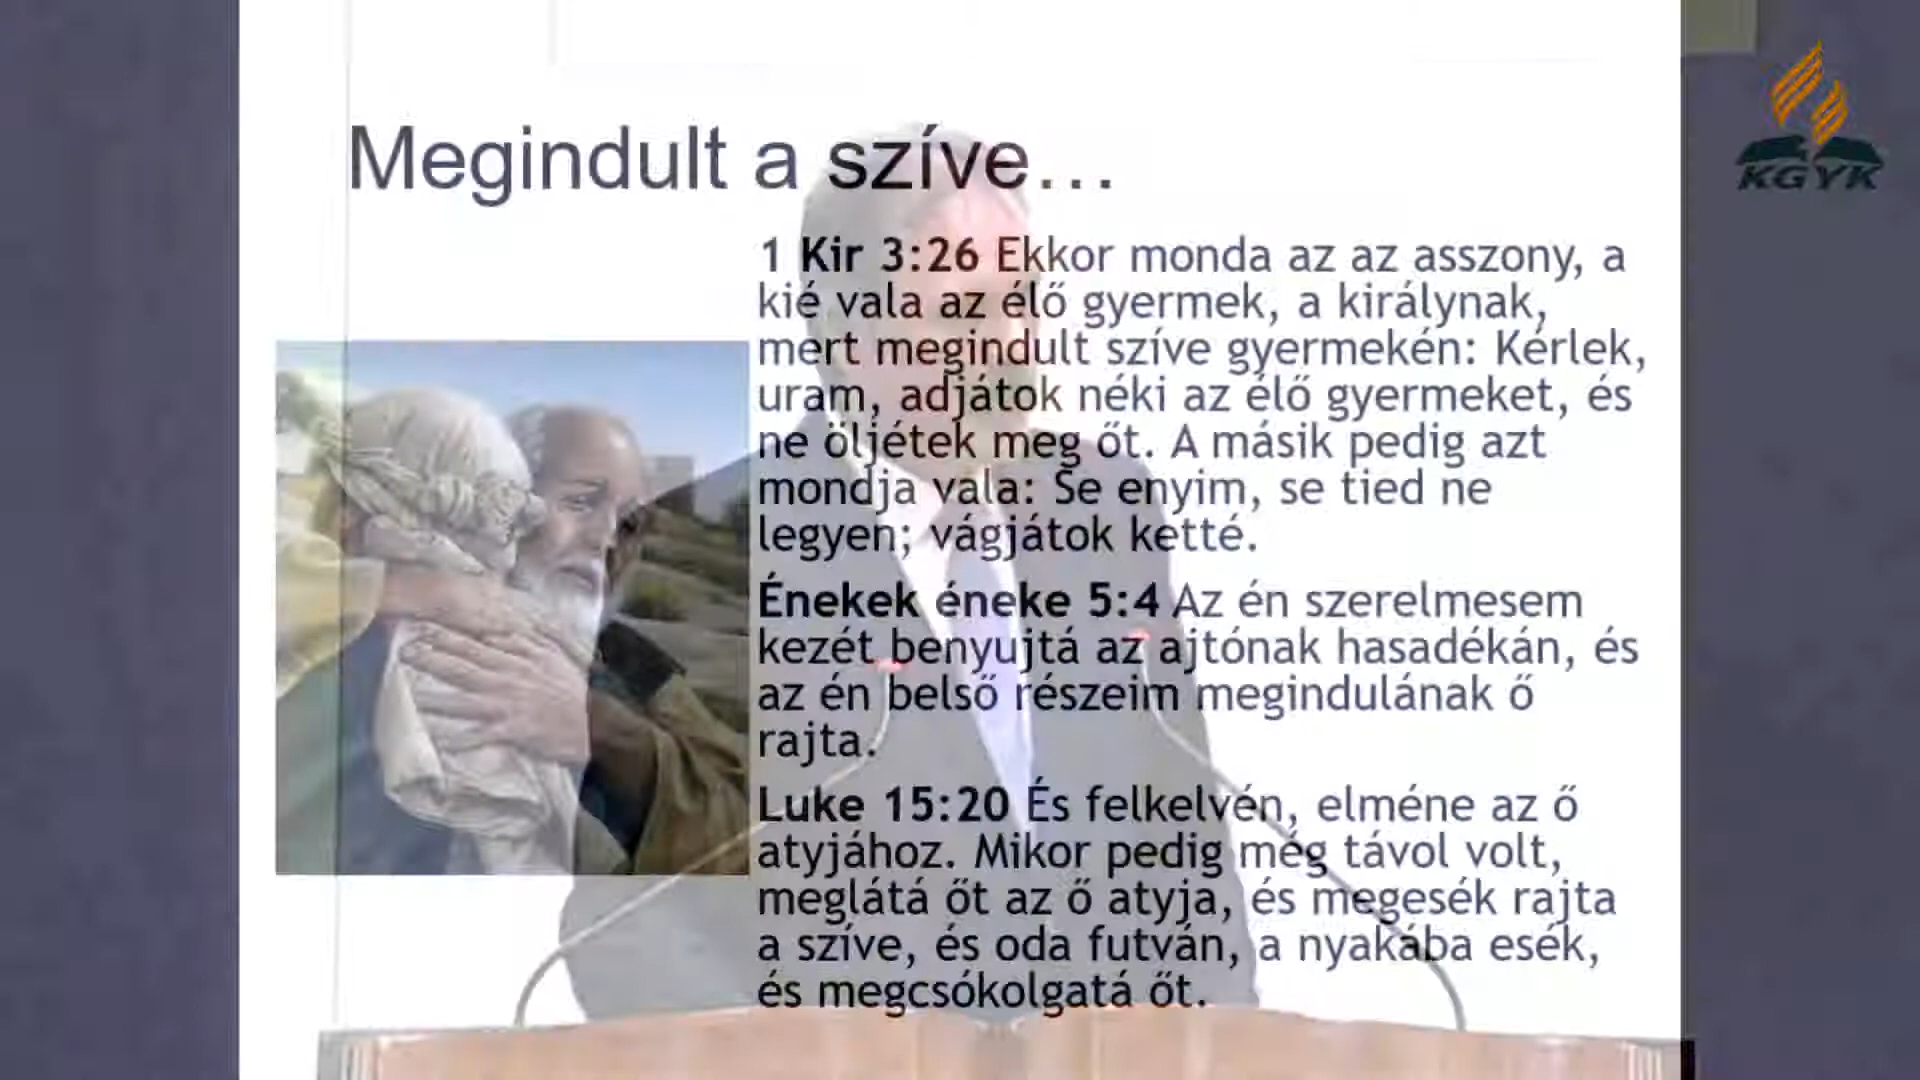 Megindult a szíve...
1 Kir 3:26 Ekkor monda az az asszony, a
kié vala az élő gyermek, a királynak,
mert megindult szíve gyermekén: Kérlek,
uram, adjátok néki az élő gyermeket, és
ne öljétek meg őt. A másik pedig azt
mondja vala: Se enyim, se tied ne
legyen; vágjátok ketté.
Énekek éneke 5:4 Az én szerelmesem
kezét benyujtá az ajtónak hasadékán, és
az én belső részeim megindulának ő
rajta.
Luke 15:20 És felkelvén, elméne az ő
atyjához. Mikor pedig még távol volt,
meglátá őt az ő atyja, és megesék rajta
a szíve, és oda futván, a nyakába esék,
és megcsókolgatá őt.
KGYK